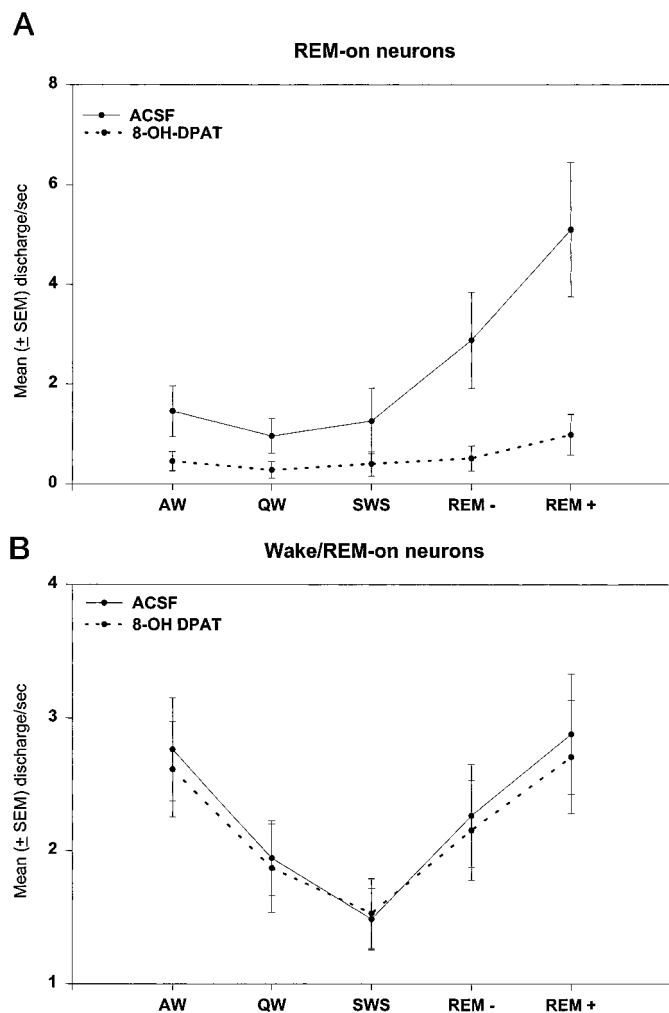 A
REM-on neurons
8
6
4
2
0
Mean (± SEM) discharge/sec
ACSF
8-OH-DPAT
AW QW SWS REM - REM +
B
Wake/REM-on neurons
4
3
2
1
Mean (± SEM) discharge/sec
ACSF
8-OH DPAT
AW QW SWS REM - REM +